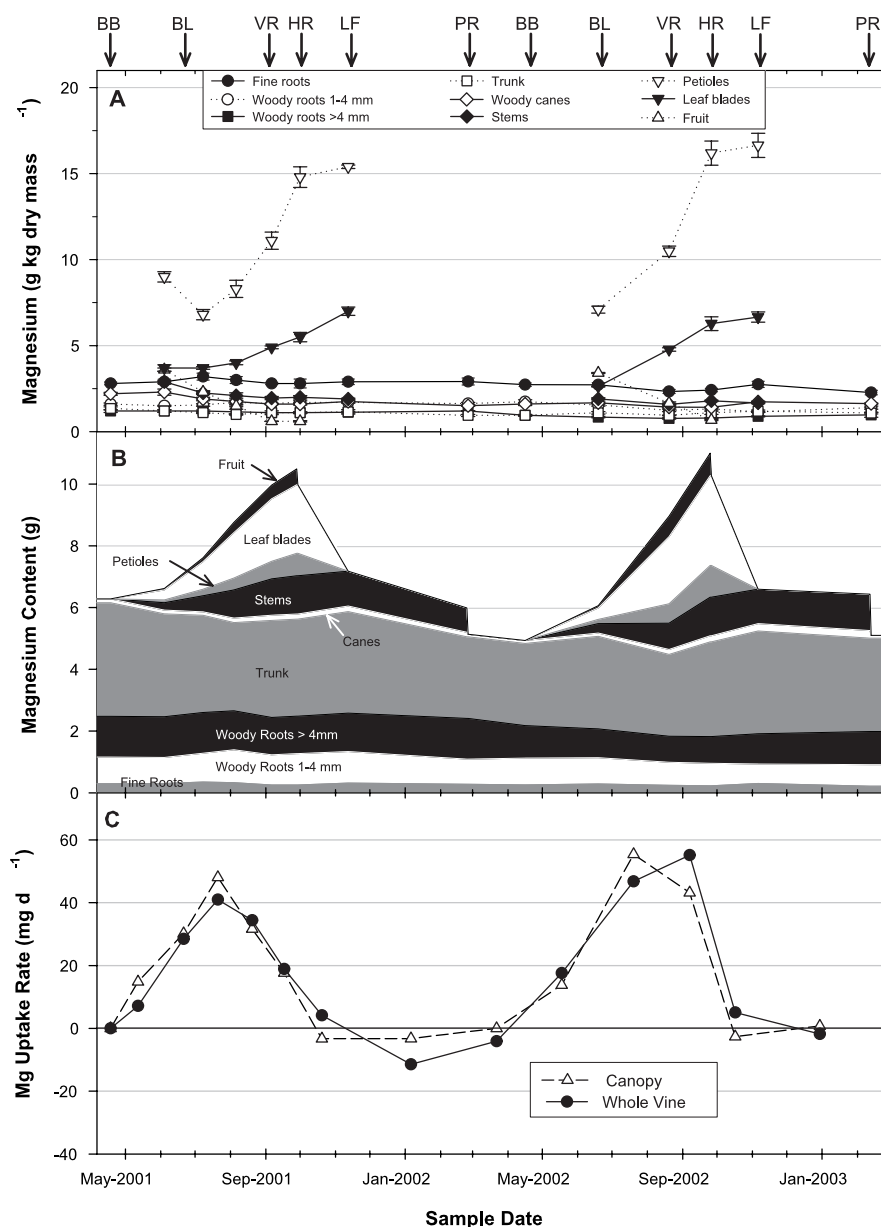 BB BL VR HR LF PR BB BL VR HR LF PR
Fine roots Trunk Petioles
Woody roots 1-4 mm Woody canes Leaf blades
Woody roots >4 mm Stems Fruit
A
Magnesium (g kg dry mass -1)
20
15
10
5
0
B
Fruit
Leaf blades
Petioles
Stems
Canes
Trunk
Woody Roots > 4mm
Woody Roots 1-4 mm
Fine Roots
Magnesium Content (g)
10
8
6
4
2
0
C
Mg Uptake Rate (mg d -1)
60
40
20
0
-20
-40
Canopy
Whole Vine
May-2001 Sep-2001 Jan-2002 May-2002 Sep-2002 Jan-2003
Sample Date